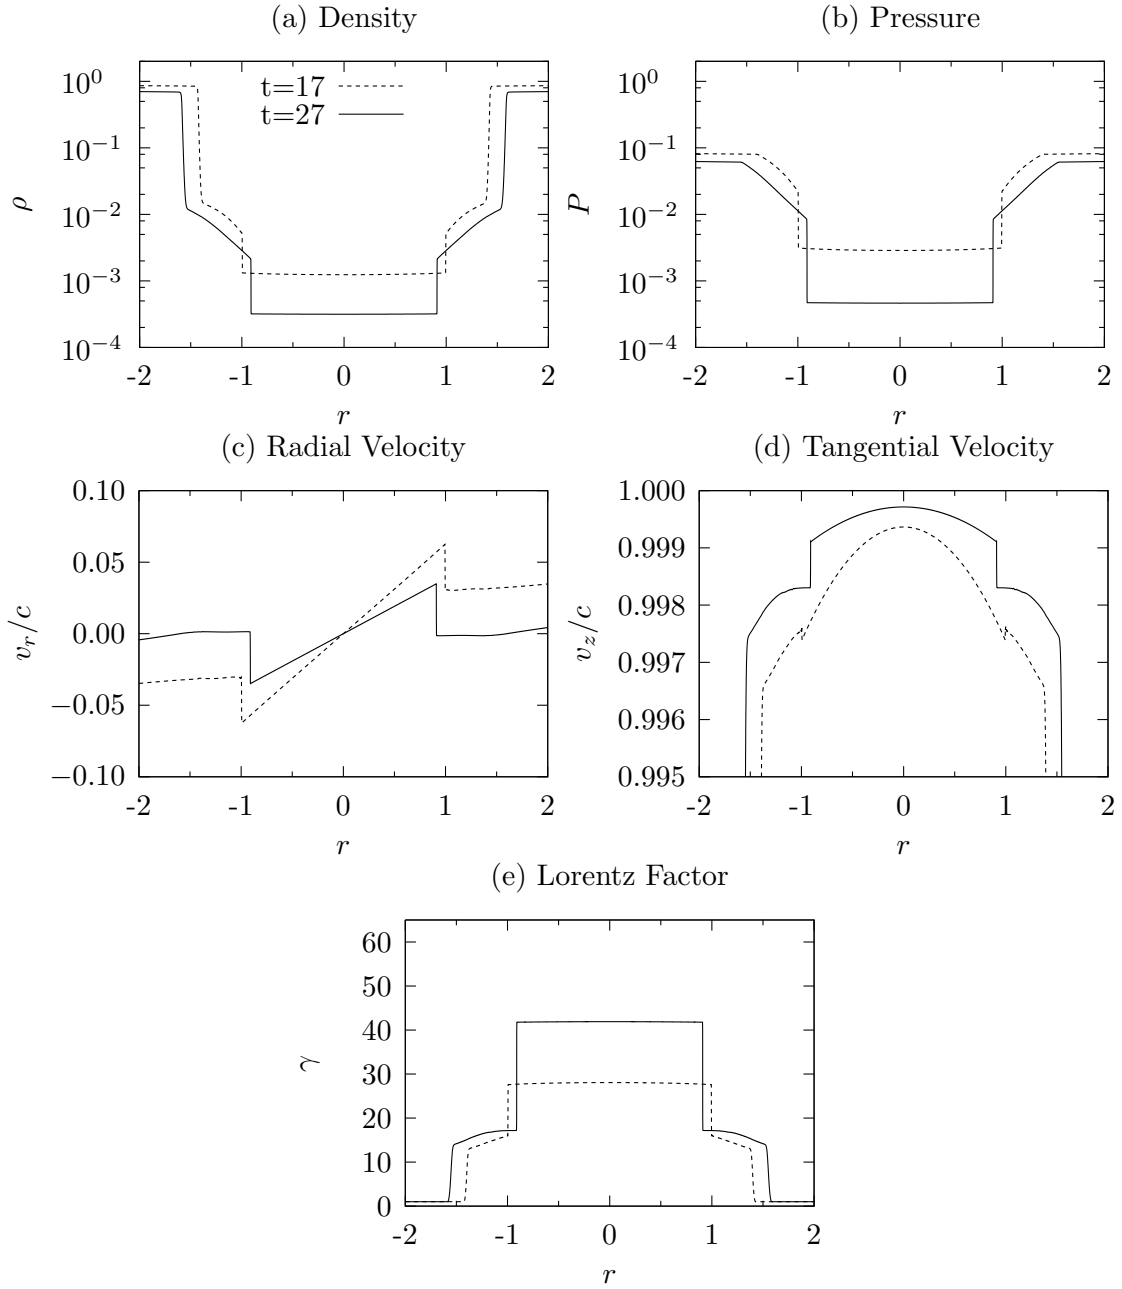 (a) Density
(b) Pressure
10^0
10^−1
10^−2
10^−3
10^−4
ρ
t=17
t=27
-2 -1 0 1 2
r
10^0
10^−1
10^−2
10^−3
10^−4
P
-2 -1 0 1 2
r
(c) Radial Velocity
(d) Tangential Velocity
0.10
0.05
0.00
−0.05
−0.10
v_r/c
-2 -1 0 1 2
r
1.000
0.999
0.998
0.997
0.996
0.995
v_z/c
-2 -1 0 1 2
r
(e) Lorentz Factor
60
50
40
30
20
10
0
γ
-2 -1 0 1 2
r